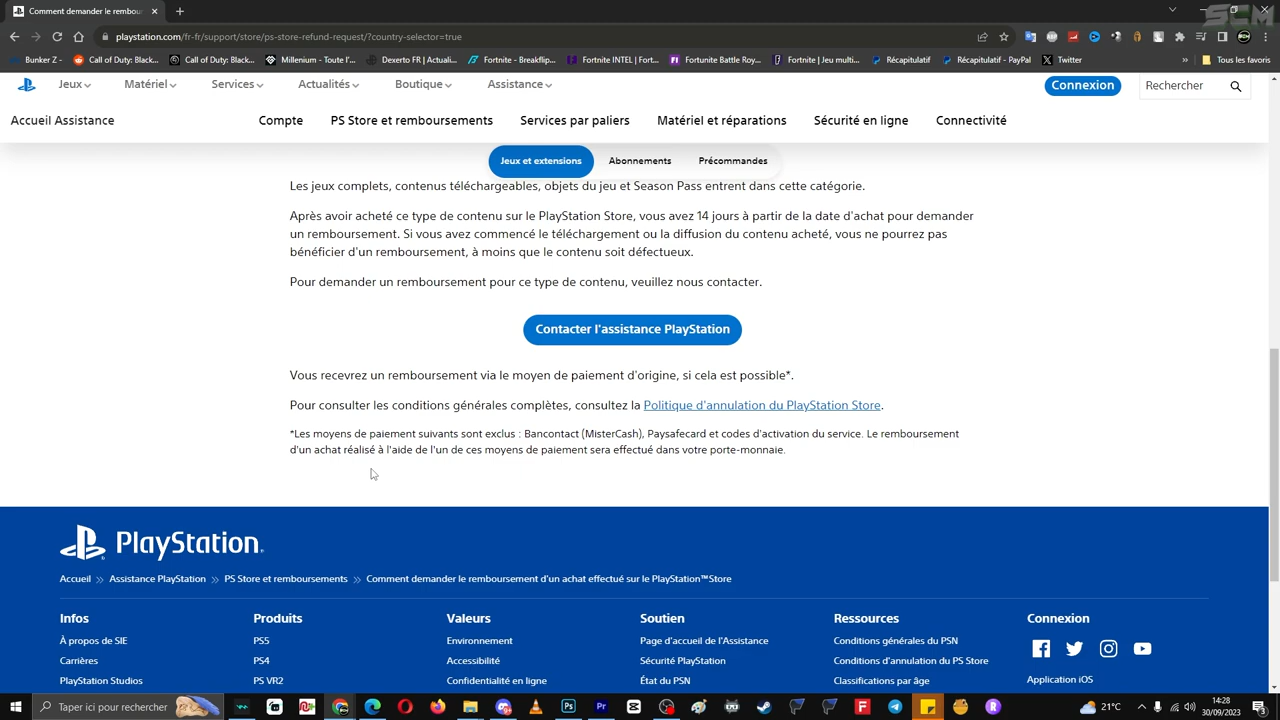 Comment demander le rembour
SCM
playstation.com/fr-fr/support/store/ps-store-refund-request/?country-selector=true
Bunker Z - Call of Duty: Black... Call of Duty: Black... Millenium - Toute l'... Dexerto FR | Actuali... Fortnite - Breakflip... Fortnite INTEL | Fort... Fortunite Battle Roy... Fortnite | Jeu multi... Récapitulatif Récapitulatif - PayPal Twitter » Tous les favoris
Jeux Matériel Services Actualités Boutique Assistance Connexion Rechercher
Accueil Assistance Compte PS Store et remboursements Services par paliers Matériel et réparations Sécurité en ligne Connectivité
Jeux et extensions Abonnements Précommandes
Les jeux complets, contenus téléchargeables, objets du jeu et Season Pass entrent dans cette catégorie.
Après avoir acheté ce type de contenu sur le PlayStation Store, vous avez 14 jours à partir de la date d'achat pour demander
un remboursement. Si vous avez commencé le téléchargement ou la diffusion du contenu acheté, vous ne pourrez pas
bénéficier d'un remboursement, à moins que le contenu soit défectueux.
Pour demander un remboursement pour ce type de contenu, veuillez nous contacter.
Contacter l'assistance PlayStation
Vous recevrez un remboursement via le moyen de paiement d'origine, si cela est possible*.
Pour consulter les conditions générales complètes, consultez la Politique d'annulation du PlayStation Store.
*Les moyens de paiement suivants sont exclus : Bancontact (MisterCash), Paysafecard et codes d'activation du service. Le remboursement
d'un achat réalisé à l'aide de l'un de ces moyens de paiement sera effectué dans votre porte-monnaie.
PlayStation
Accueil » Assistance PlayStation » PS Store et remboursements » Comment demander le remboursement d'un achat effectué sur le PlayStation™Store
Infos Produits Valeurs Soutien Ressources Connexion
À propos de SIE PS5 Environnement Page d'accueil de l'Assistance Conditions générales du PSN
Carrières PS4 Accessibilité Sécurité PlayStation Conditions d'annulation du PS Store
PlayStation Studios PS VR2 Confidentialité en ligne État du PSN Classifications par âge Application iOS
Taper ici pour rechercher 21°C 14:28
30/09/2023